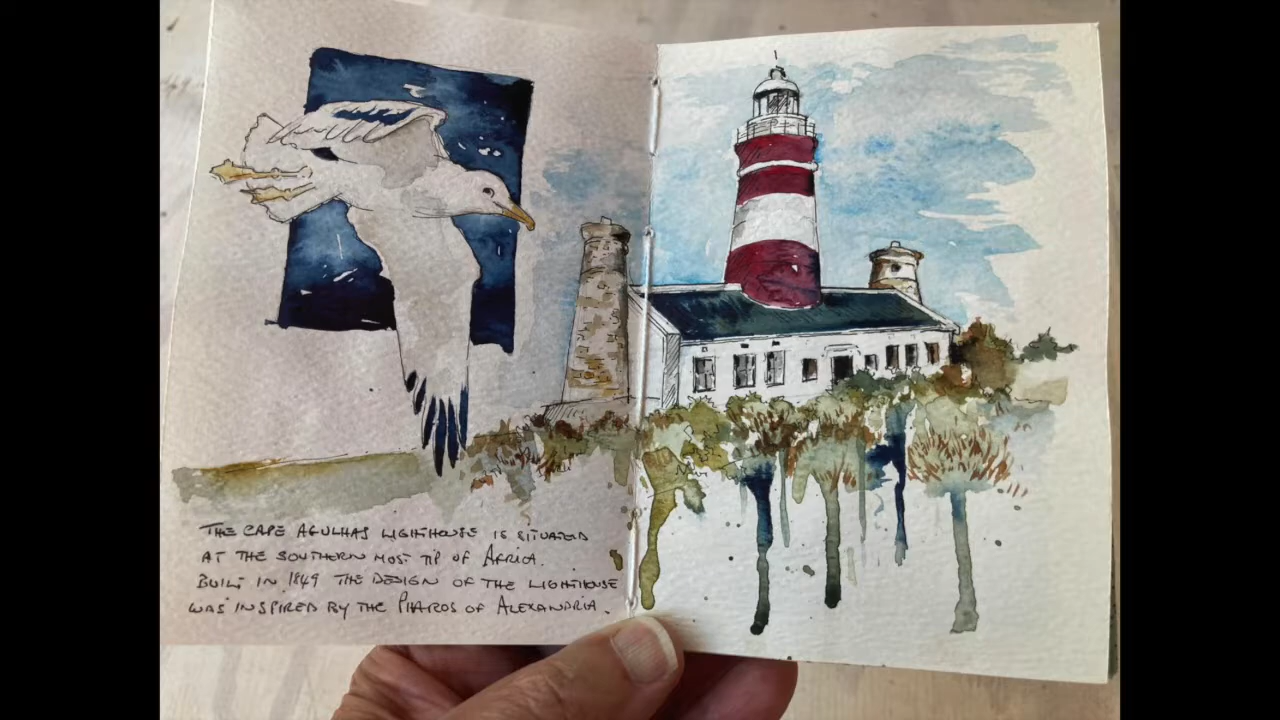 THE CAPE AGULHAS LIGHTHOUSE IS SITUATED
AT THE SOUTHERN MOST TIP OF AFRICA.
BUILT IN 1849 THE DESIGN OF THE LIGHTHOUSE
WAS INSPIRED BY THE PHAROS OF ALEXANDRIA.